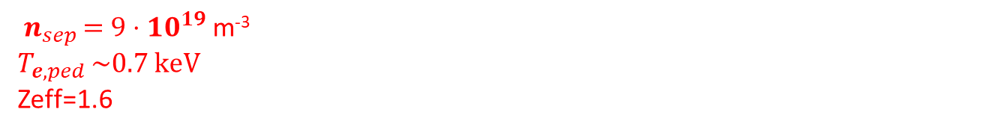 n_sep = 9 · 10^19 m^-3
T_e,ped ~0.7 keV
Zeff=1.6